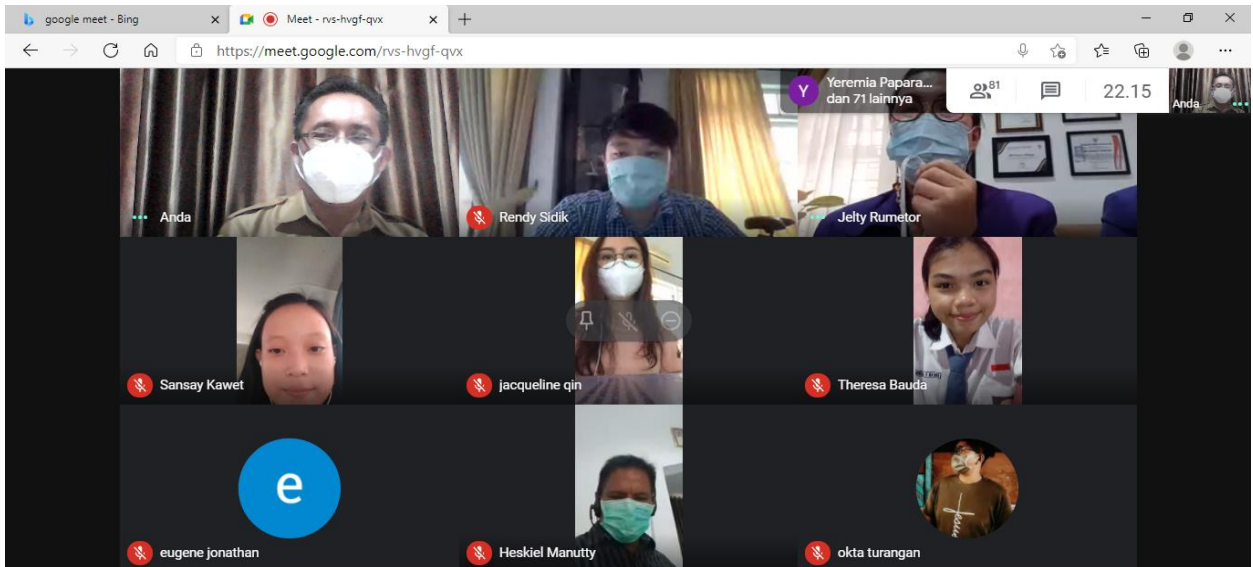 google meet - Bing
Meet - rvs-hvgf-qvx
https://meet.google.com/rvs-hvgf-qvx
Y
Yeremia Papara...
dan 71 lainnya
81
22.15
Anda
Anda
Rendy Sidik
Jelty Rumetor
Sansay Kawet
jacqueline qin
Theresa Bauda
e
eugene jonathan
Heskiel Manutty
okta turangan